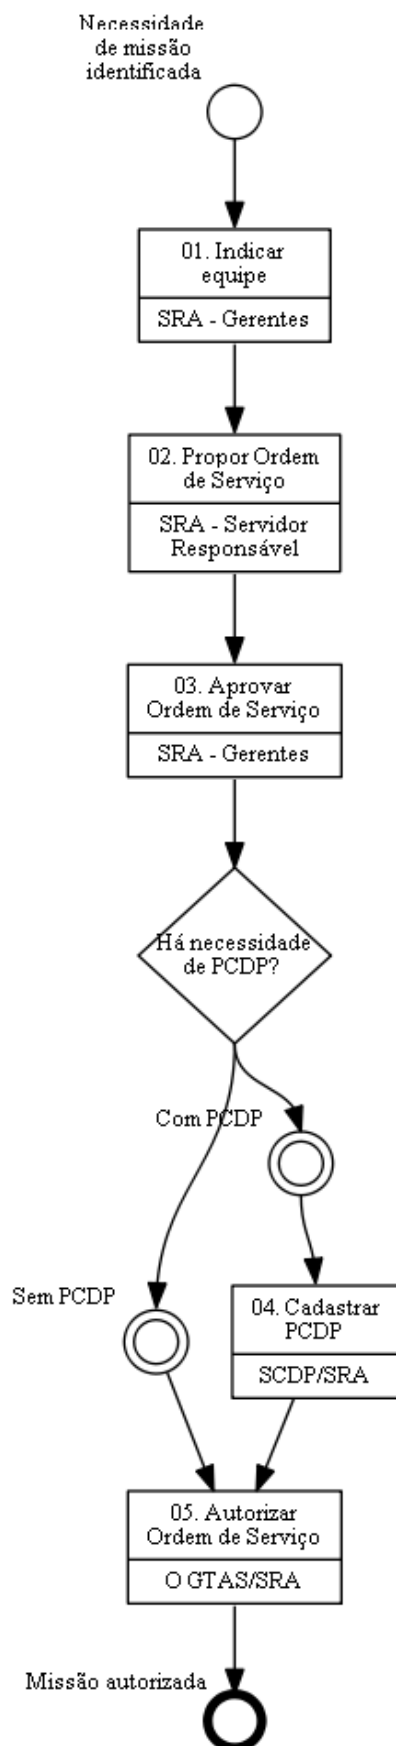 Necessidade
de missão
identificada
01. Indicar
equipe
SRA - Gerentes
02. Propor Ordem
de Serviço
SRA - Servidor
Responsável
03. Aprovar
Ordem de Serviço
SRA - Gerentes
Há necessidade
de PCDP?
Com PCDP
Sem PCDP
04. Cadastrar
PCDP
SCDP/SRA
05. Autorizar
Ordem de Serviço
O GTAS/SRA
Missão autorizada